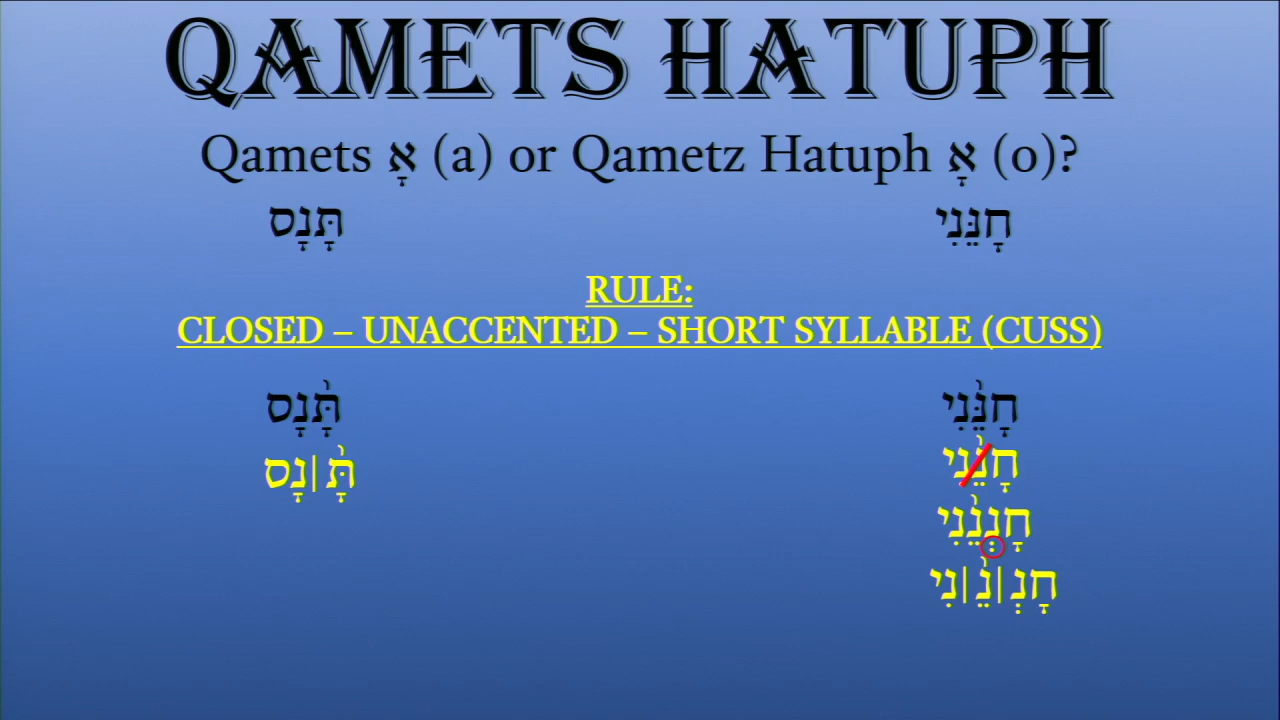 QAMETS HATUPH
Qamets אָ (a) or Qametz Hatuph אָ (o)?
תָּנָס
חָנֵּנִי
RULE:
CLOSED – UNACCENTED – SHORT SYLLABLE (CUSS)
תָּ֫נָס
חָנֵּ֫נִי
תָּ֫|נָס
חָנֵּ֫נִי
חָנְנֵ֫נִי
חָנְ|נֵ֫|נִי